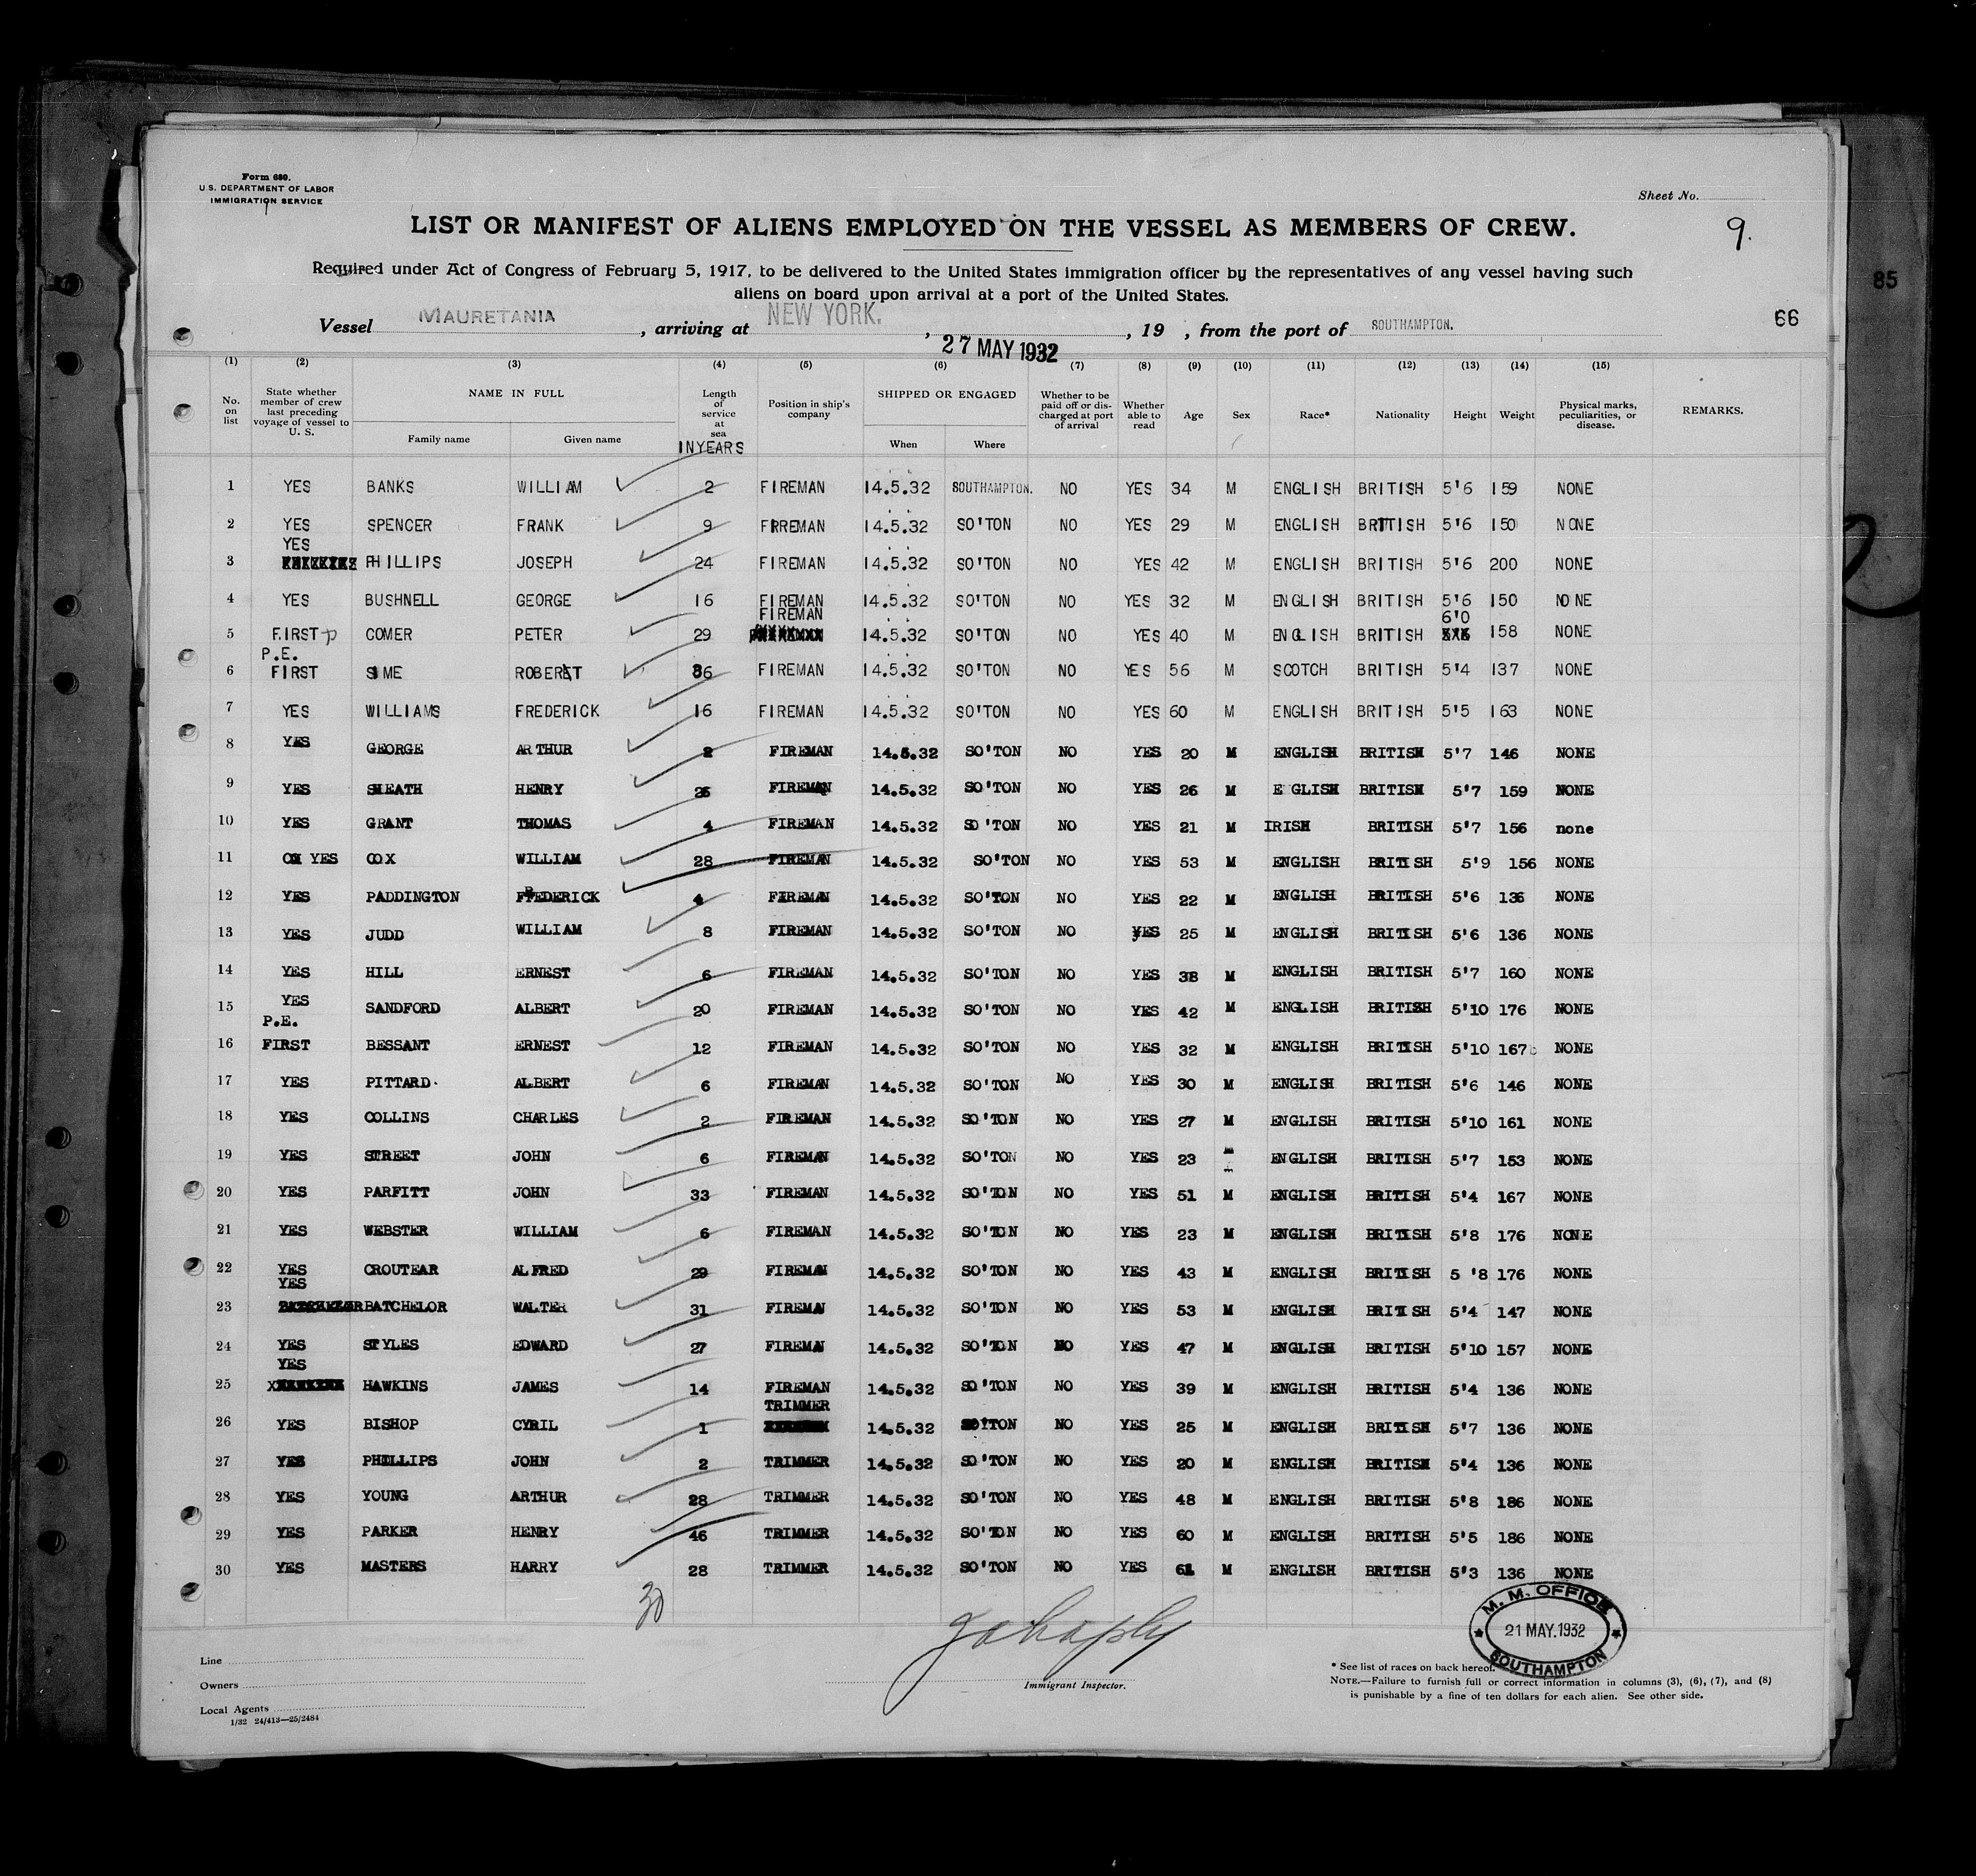 Form 680.
U.S. DEPARTMENT OF LABOR
IMMIGRATION SERVICE
Sheet No.
9.
LIST OR MANIFEST OF ALIENS EMPLOYED ON THE VESSEL AS MEMBERS OF CREW.
85
Required under Act of Congress of February 5, 1917, to be delivered to the United States immigration officer by the representatives of any vessel having such
aliens on board upon arrival at a port of the United States.
66
Vessel MAURETANIA, arriving at NEW YORK., 27 MAY 1932, 19 , from the port of SOUTHAMPTON.
(1) (2) (3) (4) (5) (6) (7) (8) (9) (10) (11) (12) (13) (14) (15)
No. on list State whether member of crew last preceding voyage of vessel to U. S. NAME IN FULL Family name Given name Length of service at sea INYEARS Position in ship's company SHIPPED OR ENGAGED When Where Whether to be paid off or discharged at port of arrival Whether able to read Age Sex Race* Nationality Height Weight Physical marks, peculiarities, or disease. REMARKS.
1 YES BANKS WILLIAM 2 FIREMAN 14.5.32 SOUTHAMPTON. NO YES 34 M ENGLISH BRITISH 5'6 159 NONE
2 YES SPENCER FRANK 9 FRREMAN 14.5.32 SO'TON NO YES 29 M ENGLISH BRITISH 5'6 150 NONE
3 YES PHILLIPS JOSEPH 24 FIREMAN 14.5.32 SO'TON NO YES 42 M ENGLISH BRITISH 5'6 200 NONE
4 YES BUSHNELL GEORGE 16 FIREMAN 14.5.32 SO'TON NO YES 32 M ENGLISH BRITISH 5'6 150 NONE
5 FIRST P COMER PETER 29 FIREMAN 14.5.32 SO'TON NO YES 40 M ENGLISH BRITISH 6'0 158 NONE
6 P.E. FIRST SIME ROBERT 36 FIREMAN 14.5.32 SO'TON NO YES 56 M SCOTCH BRITISH 5'4 137 NONE
7 YES WILLIAMS FREDERICK 16 FIREMAN 14.5.32 SO'TON NO YES 60 M ENGLISH BRITISH 5'5 163 NONE
8 YES GEORGE ARTHUR 2 FIREMAN 14.5.32 SO'TON NO YES 20 M ENGLISH BRITISH 5'7 146 NONE
9 YES SHEATH HENRY 26 FIREMAN 14.5.32 SO'TON NO YES 26 M E GLISH BRITISH 5'7 159 NONE
10 YES GRANT THOMAS 4 FIREMAN 14.5.32 SO'TON NO YES 21 M IRISH BRITISH 5'7 156 none
11 YES COX WILLIAM 28 FIREMAN 14.5.32 SO'TON NO YES 53 M ENGLISH BRITISH 5'9 156 NONE
12 YES PADDINGTON FREDERICK 4 FIREMAN 14.5.32 SO'TON NO YES 22 M ENGLISH BRITISH 5'6 136 NONE
13 YES JUDD WILLIAM 8 FIREMAN 14.5.32 SO'TON NO YES 25 M ENGLISH BRITISH 5'6 136 NONE
14 YES HILL ERNEST 6 FIREMAN 14.5.32 SO'TON NO YES 38 M ENGLISH BRITISH 5'7 160 NONE
15 YES SANDFORD ALBERT 20 FIREMAN 14.5.32 SO'TON NO YES 42 M ENGLISH BRITISH 5'10 176 NONE
16 P.E. FIRST BESSANT ERNEST 12 FIREMAN 14.5.32 SO'TON NO YES 32 M ENGLISH BRITISH 5'10 167 NONE
17 YES PITTARD. ALBERT 6 FIREMAN 14.5.32 SO'TON NO YES 30 M ENGLISH BRITISH 5'6 146 NONE
18 YES COLLINS CHARLES 2 FIREMAN 14.5.32 SO'TON NO YES 27 M ENGLISH BRITISH 5'10 161 NONE
19 YES STREET JOHN 6 FIREMAN 14.5.32 SO'TON NO YES 23 M ENGLISH BRITISH 5'7 153 NONE
20 YES PARFITT JOHN 33 FIREMAN 14.5.32 SO'TON NO YES 51 M ENGLISH BRITISH 5'4 167 NONE
21 YES WEBSTER WILLIAM 6 FIREMAN 14.5.32 SO'TON NO YES 23 M ENGLISH BRITISH 5'8 176 NONE
22 YES CROUTEAR ALFRED 29 FIREMAN 14.5.32 SO'TON NO YES 43 M ENGLISH BRITISH 5 '8 176 NONE
23 YES BATCHELOR WALTER 31 FIREMAN 14.5.32 SO'TON NO YES 53 M ENGLISH BRITISH 5'4 147 NONE
24 YES STYLES EDWARD 27 FIREMAN 14.5.32 SO'TON NO YES 47 M ENGLISH BRITISH 5'10 157 NONE
25 YES HAWKINS JAMES 14 FIREMAN 14.5.32 SO'TON NO YES 39 M ENGLISH BRITISH 5'4 136 NONE
26 YES BISHOP CYRIL 1 TRIMMER 14.5.32 SO'TON NO YES 25 M ENGLISH BRITISH 5'7 136 NONE
27 YES PHILLIPS JOHN 2 TRIMMER 14.5.32 SO'TON NO YES 20 M ENGLISH BRITISH 5'4 136 NONE
28 YES YOUNG ARTHUR 28 TRIMMER 14.5.32 SO'TON NO YES 48 M ENGLISH BRITISH 5'8 186 NONE
29 YES PARKER HENRY 46 TRIMMER 14.5.32 SO'TON NO YES 60 M ENGLISH BRITISH 5'5 186 NONE
30 YES MASTERS HARRY 28 TRIMMER 14.5.32 SO'TON NO YES 61 M ENGLISH BRITISH 5'3 136 NONE
30
M. M. OFFICE
21 MAY.1932
SOUTHAMPTON
Line
Owners
Local Agents
1/32 24/413—25/2484
Immigrant Inspector.
* See list of races on back hereof.
NOTE.—Failure to furnish full or correct information in columns (3), (6), (7), and (8)
is punishable by a fine of ten dollars for each alien. See other side.